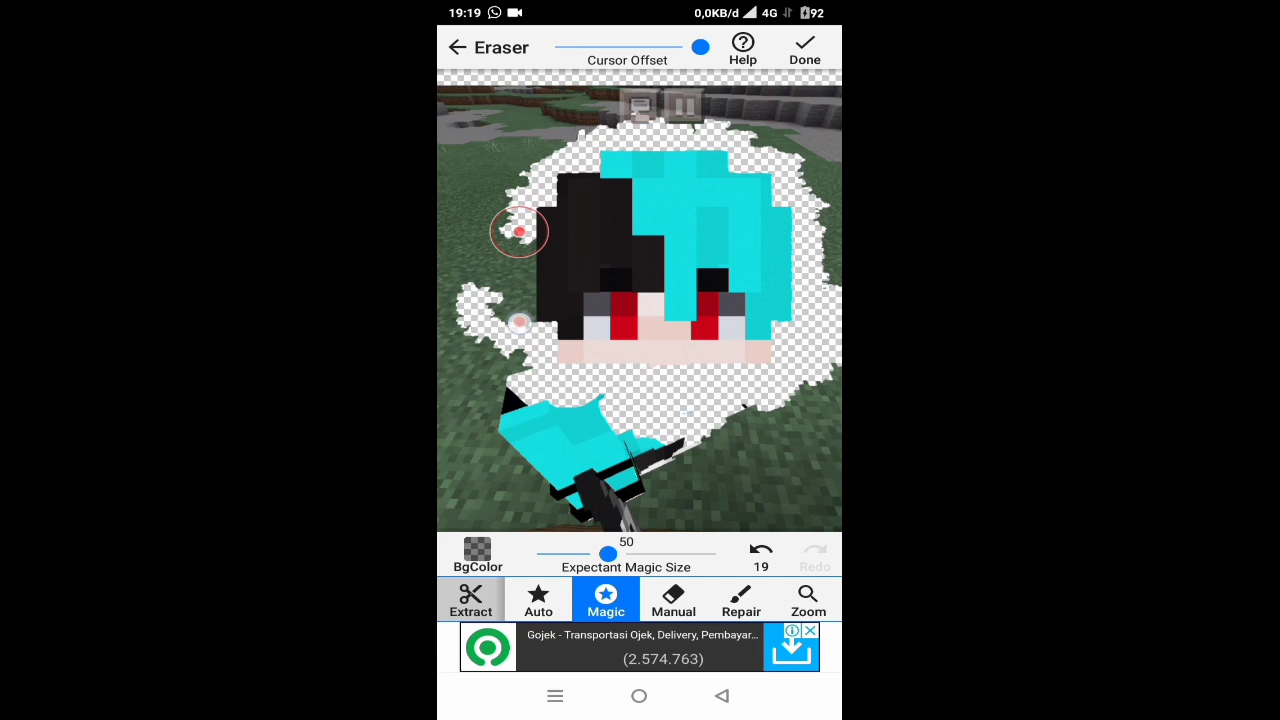 19:19
0,0KB/d
4G
92
Eraser
Cursor Offset
Help
Done
50
BgColor
Expectant Magic Size
19
Redo
Extract
Auto
Magic
Manual
Repair
Zoom
Gojek - Transportasi Ojek, Delivery, Pembayar...
(2.574.763)